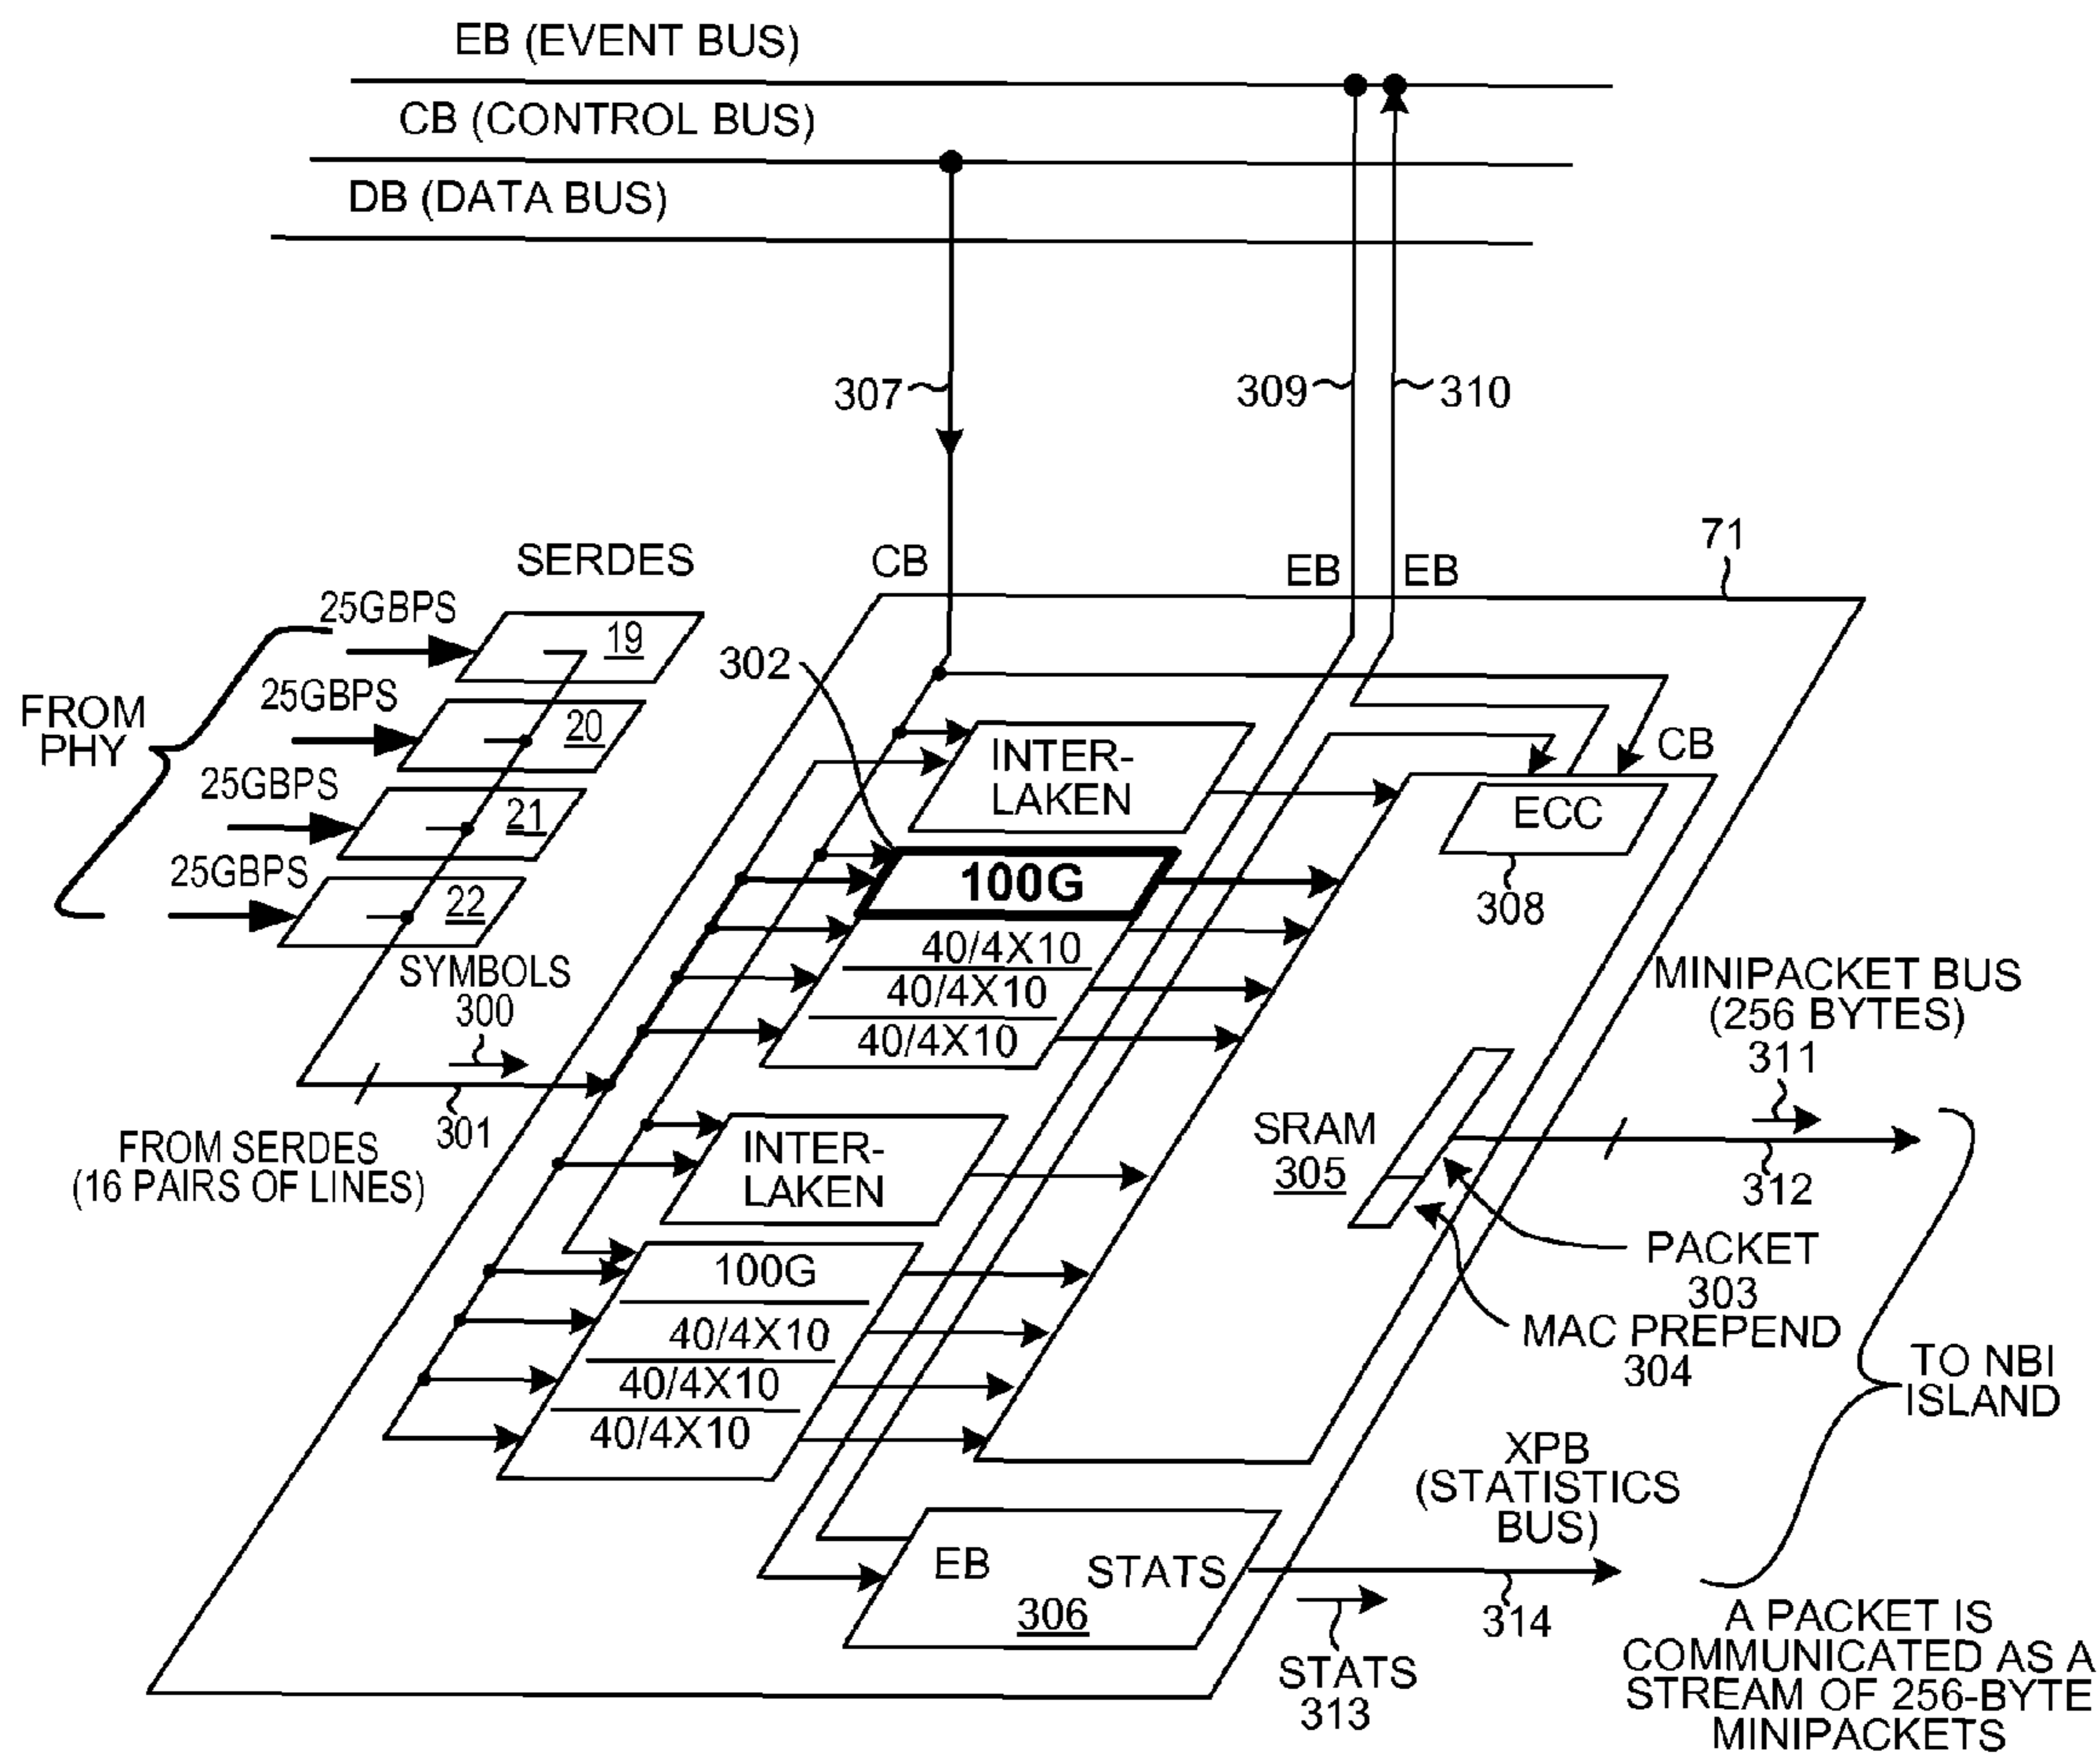 EB (EVENT BUS)
CB (CONTROL BUS)
DB (DATA BUS)
307
309
310
71
SERDES
CB
EB
EB
25GBPS
19
302
25GBPS
20
FROM
PHY
CB
INTER-
LAKEN
25GBPS
21
ECC
308
25GBPS
22
100G
40/4X10
40/4X10
40/4X10
SYMBOLS
300
MINIPACKET BUS
(256 BYTES)
311
301
FROM SERDES
(16 PAIRS OF LINES)
INTER-
LAKEN
SRAM
305
312
PACKET
303
MAC PREPEND
304
100G
40/4X10
40/4X10
40/4X10
TO NBI
ISLAND
XPB
(STATISTICS
BUS)
EB
STATS
306
314
STATS
313
A PACKET IS
COMMUNICATED AS A
STREAM OF 256-BYTE
MINIPACKETS